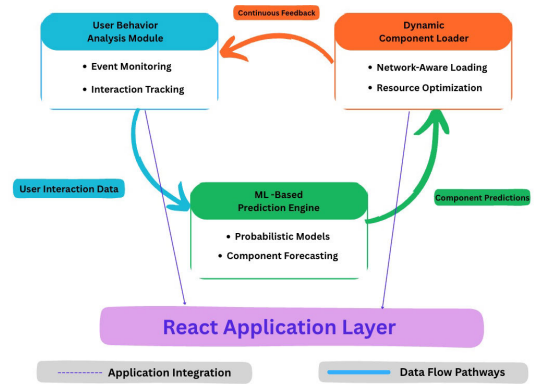 Continuous Feedback
User Behavior
Analysis Module
Event Monitoring
Interaction Tracking
Dynamic
Component Loader
Network-Aware Loading
Resource Optimization
User Interaction Data
ML -Based
Prediction Engine
Probabilistic Models
Component Forecasting
Component Predictions
React Application Layer
Application Integration
Data Flow Pathways